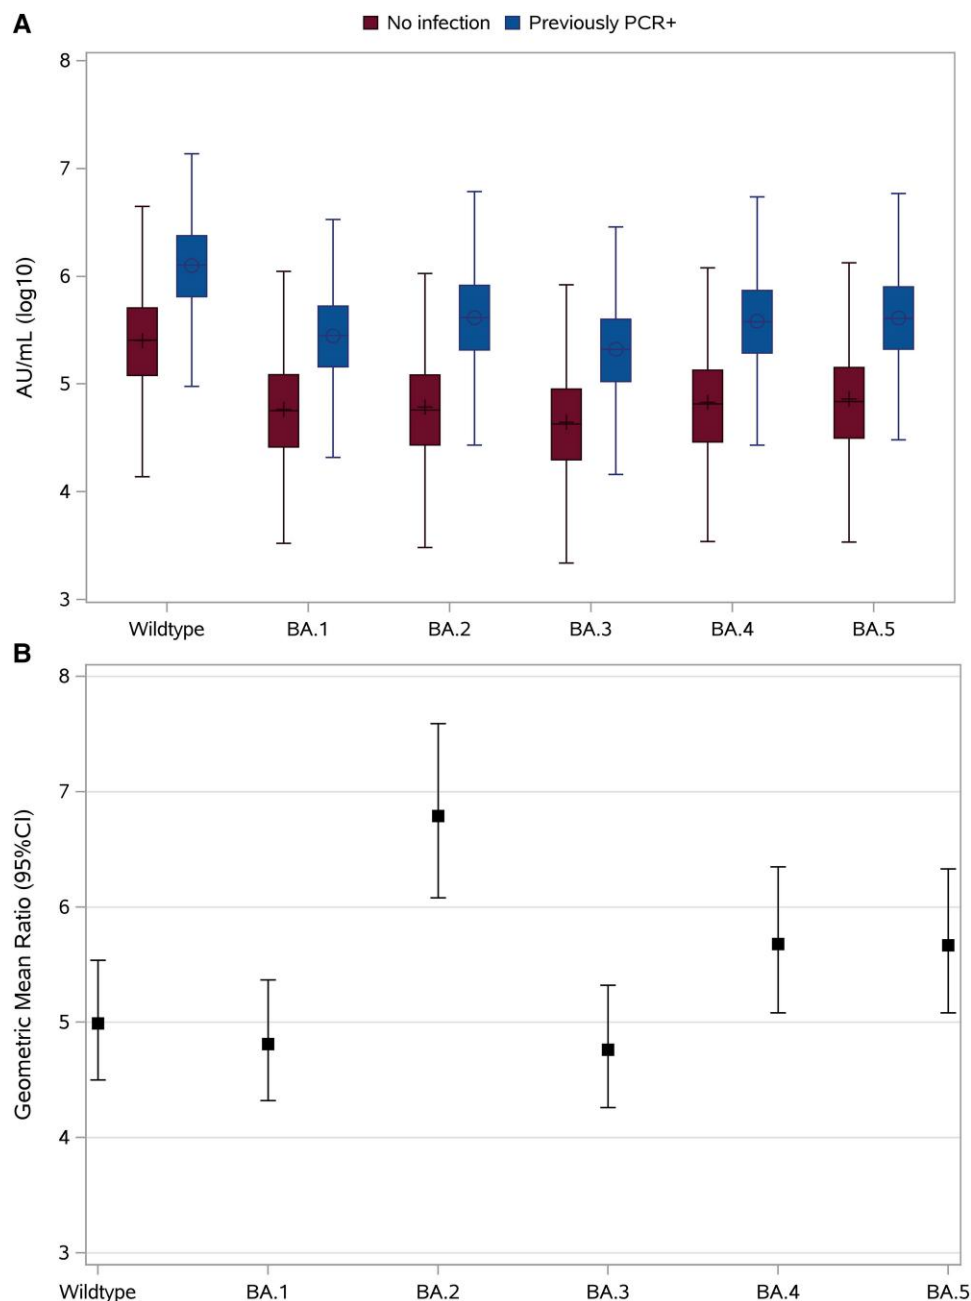 A
No infection Previously PCR+
8
7
6
5
4
3
AU/mL (log10)
Wildtype BA.1 BA.2 BA.3 BA.4 BA.5
B
8
7
6
5
4
3
Geometric Mean Ratio (95%CI)
Wildtype BA.1 BA.2 BA.3 BA.4 BA.5